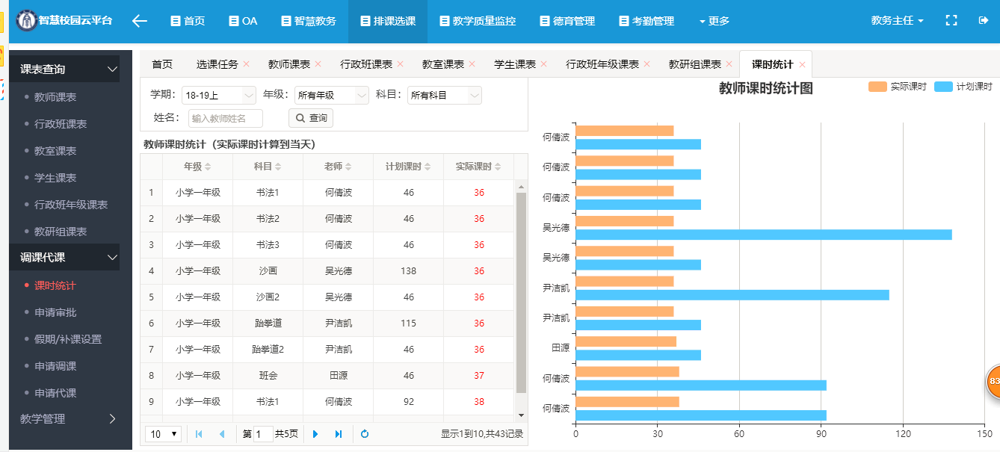 智慧校园云平台 首页 OA 智慧教务 排课选课 教学质量监控 德育管理 考勤管理 更多 教务主任
课表查询
教师课表
行政班课表
教室课表
学生课表
行政班年级课表
教研组课表
调课代课
课时统计
申请审批
假期/补课设置
申请调课
申请代课
教学管理
首页 选课任务 教师课表 行政班课表 教室课表 学生课表 行政班年级课表 教研组课表 课时统计
学期: 18-19上 年级: 所有年级 科目: 所有科目
姓名: 输入教师姓名 查询
教师课时统计（实际课时计算到当天）
年级 科目 老师 计划课时 实际课时
1 小学一年级 书法1 何倩波 46 36
2 小学一年级 书法2 何倩波 46 36
3 小学一年级 书法3 何倩波 46 36
4 小学一年级 沙画 吴光德 138 36
5 小学一年级 沙画2 吴光德 46 36
6 小学一年级 跆拳道 尹洁凯 115 36
7 小学一年级 跆拳道2 尹洁凯 46 36
8 小学一年级 班会 田源 46 37
9 小学一年级 书法1 何倩波 92 38
10 第 1 共5页 显示1到10,共43记录
教师课时统计图
实际课时 计划课时
何倩波
何倩波
何倩波
吴光德
吴光德
尹洁凯
尹洁凯
田源
何倩波
何倩波
0 30 60 90 120 150
83